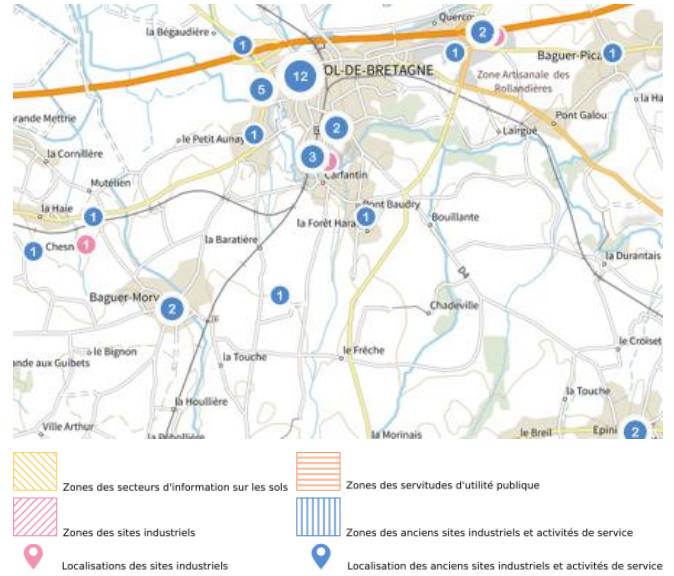 Querco
la Bégaudière
2
1
1
Baguer-Pica
1
OL-DE-BRETAGNE
12
Zone Artisanale des
Rollandières
5
la Ha
rande Mettrie
Pont Galou
2
le Petit Aunay
1
Lairgue
la Cornillère
3
Carfantin
Mutélien
la Haie
1
Pont Baudry
1
Bouillante
la Forêt Hara
Chesn
1
1
la Baratière
la Durantais
D4
Baguer-Morv
1
2
Chadeville
le Bignon
la Touche
le Frêche
le Croiset
nde aux Guibets
la Touche
la Houllière
Ville Arthur
la Morinais
le Breil
Epini
2
Zones des secteurs d'information sur les sols
Zones des servitudes d'utilité publique
Zones des sites industriels
Zones des anciens sites industriels et activités de service
Localisations des sites industriels
Localisation des anciens sites industriels et activités de service